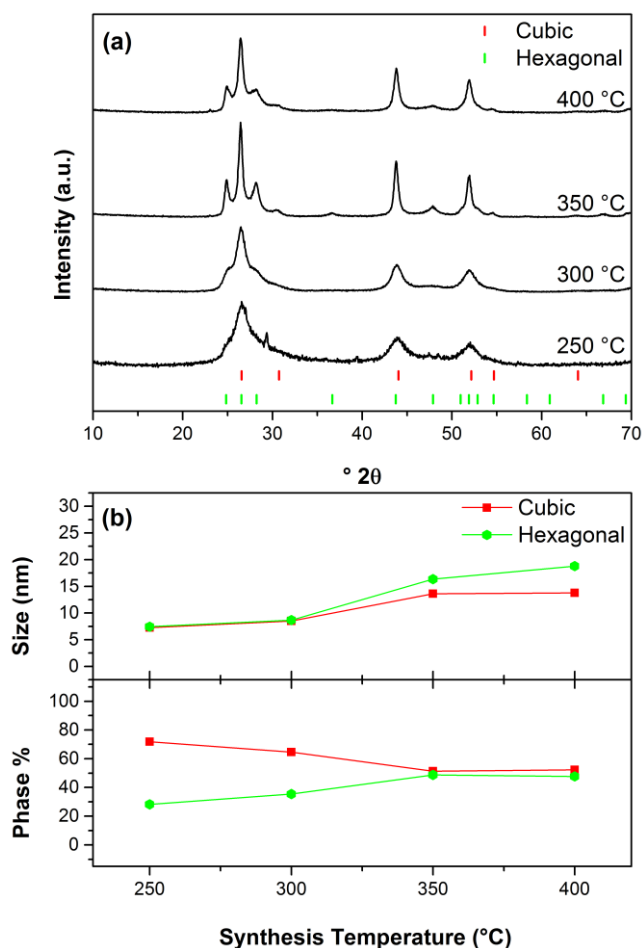 (a)
Cubic
Hexagonal
400 °C
350 °C
300 °C
250 °C
Intensity (a.u.)
10 20 30 40 50 60 70
° 2θ
(b)
Cubic
Hexagonal
30
25
20
15
10
5
0
Size (nm)
100
80
60
40
20
0
Phase %
250 300 350 400
Synthesis Temperature (°C)